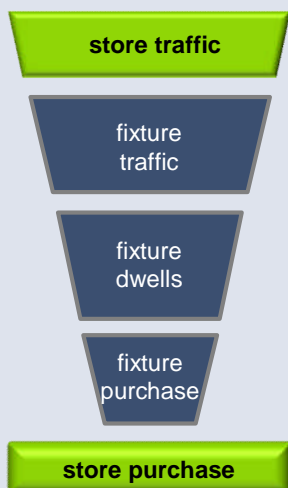 store traffic
fixture
traffic
fixture
dwells
fixture
purchase
store purchase